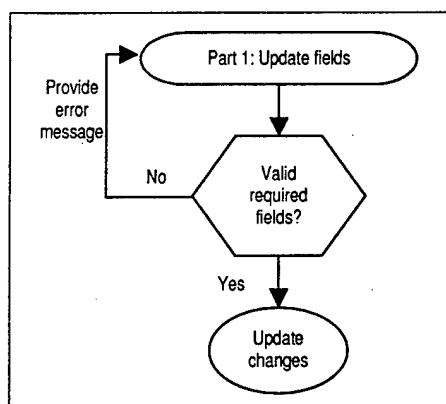 Part 1: Update fields
Provide
error
message
No
Valid
required
fields?
Yes
Update
changes